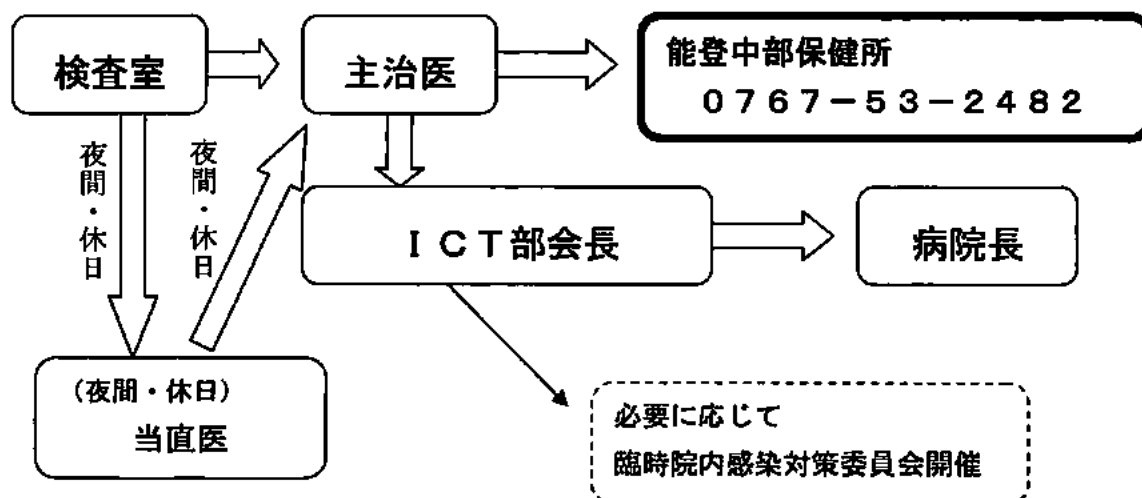 検査室
主治医
能登中部保健所
０７６７－５３－２４８２
夜間・休日
夜間・休日
ＩＣＴ部会長
病院長
(夜間・休日)
当直医
必要に応じて
臨時院内感染対策委員会開催